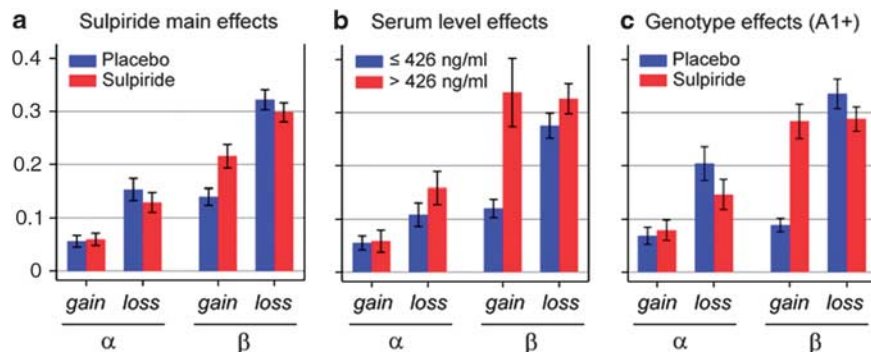 a Sulpiride main effects
b Serum level effects
c Genotype effects (A1+)
0.4
0.3
0.2
0.1
0
Placebo
Sulpiride
≤ 426 ng/ml
> 426 ng/ml
Placebo
Sulpiride
gain loss gain loss
α β
gain loss gain loss
α β
gain loss gain loss
α β